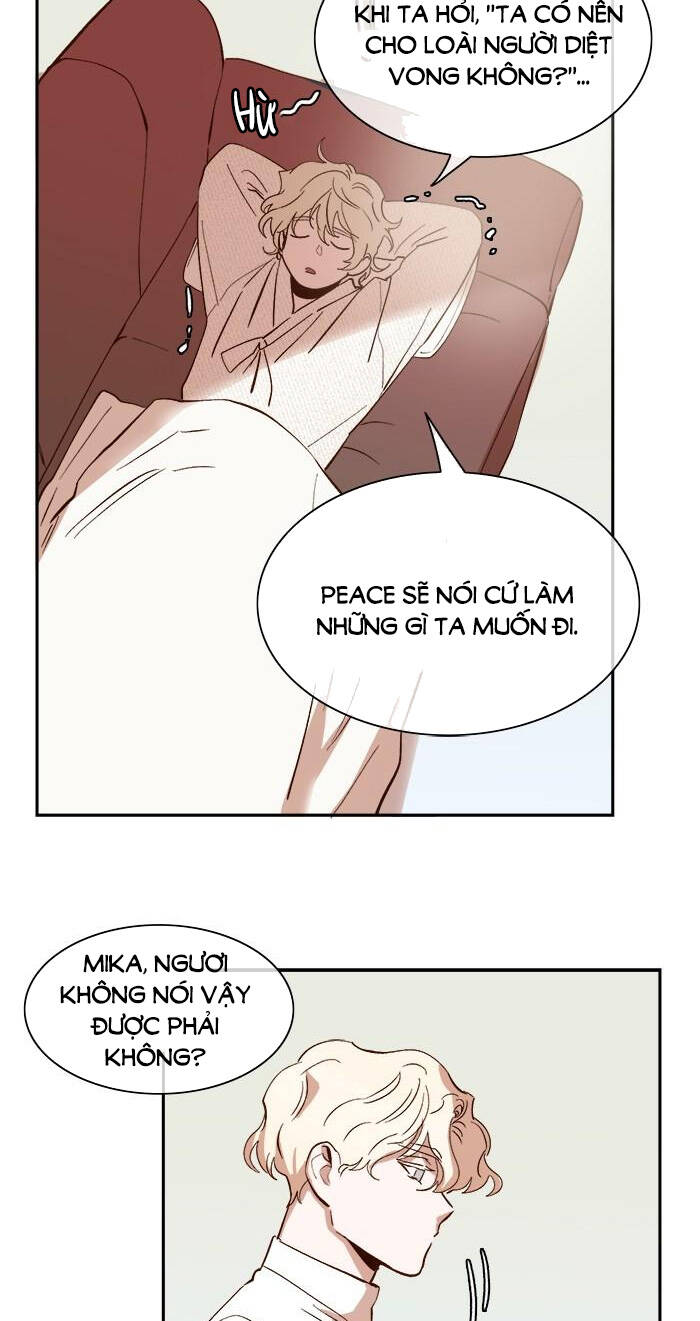 KHI TA HỎI, "TA CÓ NÊN
CHO LOÀI NGƯỜI DIỆT
VONG KHÔNG?"...
HỪ~
PEACE SẼ NÓI CỨ LÀM
NHỮNG GÌ TA MUỐN ĐI.
MIKA, NGƯƠI
KHÔNG NÓI VẬY
ĐƯỢC PHẢI
KHÔNG?